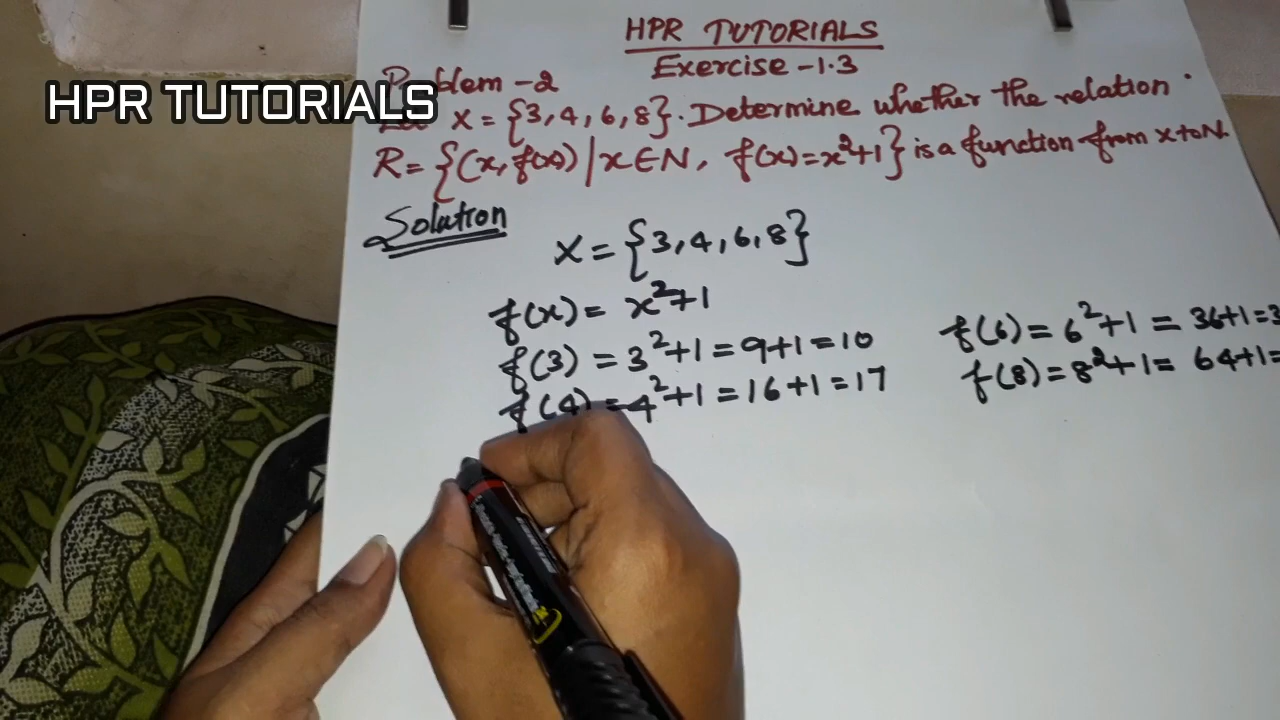 HPR TUTORIALS
Exercise-1.3
HPR TUTORIALS
Problem-2
X = {3, 4, 6, 8}. Determine whether the relation
R = {(x, f(x)) | x ∈ N, f(x) = x²+1} is a function from X to N.
Solution
X = {3, 4, 6, 8}
f(x) = x²+1
f(3) = 3²+1 = 9+1 = 10
f(4) = 4²+1 = 16+1 = 17
f(6) = 6²+1 = 36+1 = 3
f(8) = 8²+1 = 64+1 =